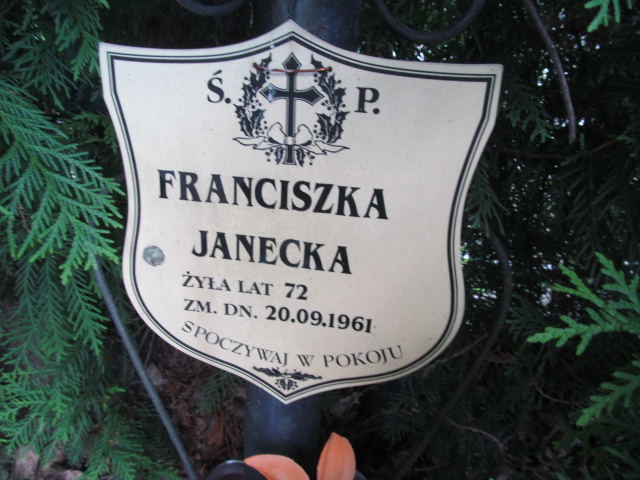 Ś. P.
FRANCISZKA
JANECKA
ŻYŁA LAT 72
ZM. DN. 20.09.1961
SPOCZYWAJ W POKOJU